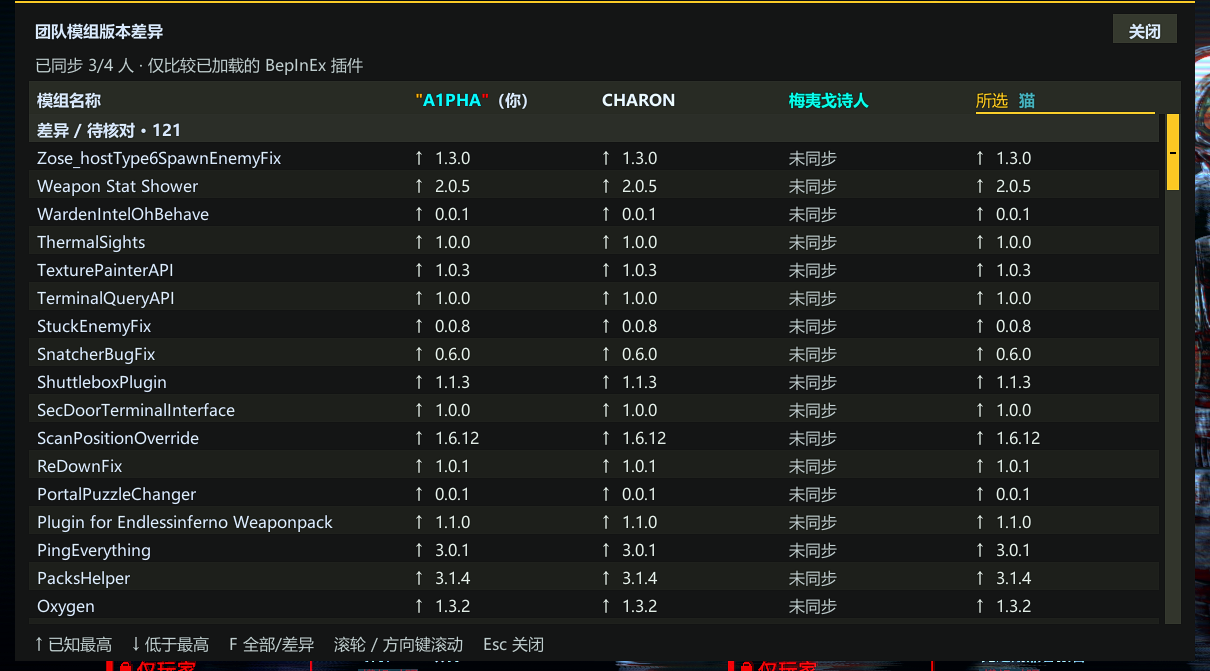 团队模组版本差异 关闭
已同步 3/4 人 · 仅比较已加载的 BepInEx 插件
模组名称 "A1PHA" (你) CHARON 梅夷戈诗人 所选 猫
差异 / 待核对 • 121
Zose_hostType6SpawnEnemyFix ↑ 1.3.0 ↑ 1.3.0 未同步 ↑ 1.3.0
Weapon Stat Shower ↑ 2.0.5 ↑ 2.0.5 未同步 ↑ 2.0.5
WardenIntelOhBehave ↑ 0.0.1 ↑ 0.0.1 未同步 ↑ 0.0.1
ThermalSights ↑ 1.0.0 ↑ 1.0.0 未同步 ↑ 1.0.0
TexturePainterAPI ↑ 1.0.3 ↑ 1.0.3 未同步 ↑ 1.0.3
TerminalQueryAPI ↑ 1.0.0 ↑ 1.0.0 未同步 ↑ 1.0.0
StuckEnemyFix ↑ 0.0.8 ↑ 0.0.8 未同步 ↑ 0.0.8
SnatcherBugFix ↑ 0.6.0 ↑ 0.6.0 未同步 ↑ 0.6.0
ShuttleboxPlugin ↑ 1.1.3 ↑ 1.1.3 未同步 ↑ 1.1.3
SecDoorTerminalInterface ↑ 1.0.0 ↑ 1.0.0 未同步 ↑ 1.0.0
ScanPositionOverride ↑ 1.6.12 ↑ 1.6.12 未同步 ↑ 1.6.12
ReDownFix ↑ 1.0.1 ↑ 1.0.1 未同步 ↑ 1.0.1
PortalPuzzleChanger ↑ 0.0.1 ↑ 0.0.1 未同步 ↑ 0.0.1
Plugin for Endlessinferno Weaponpack ↑ 1.1.0 ↑ 1.1.0 未同步 ↑ 1.1.0
PingEverything ↑ 3.0.1 ↑ 3.0.1 未同步 ↑ 3.0.1
PacksHelper ↑ 3.1.4 ↑ 3.1.4 未同步 ↑ 3.1.4
Oxygen ↑ 1.3.2 ↑ 1.3.2 未同步 ↑ 1.3.2
↑ 已知最高 ↓ 低于最高 F 全部/差异 滚轮 / 方向键滚动 Esc 关闭
仅玩家 仅玩家